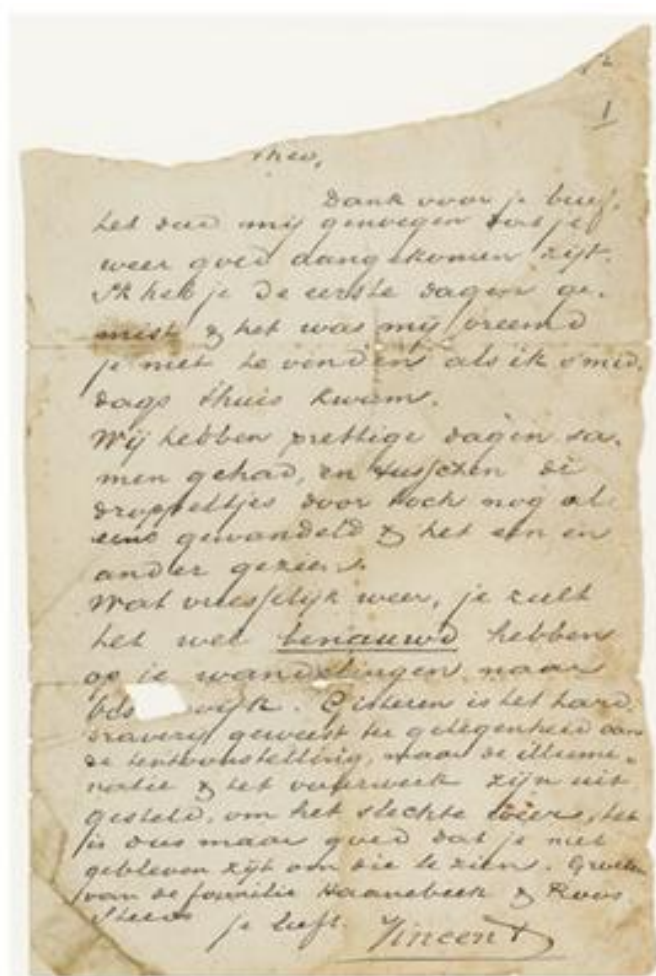 1
Theo,
Dank voor je brief,
het deed mij genoegen dat je
weer goed aangekomen zijt.
Ik heb je de eerste dagen ge-
mist & het was mij vreemd
je niet te vinden als ik s'mid-
dags thuis kwam.
Wij hebben prettige dagen sa-
men gehad, en tusschen de
droppeltjes door toch nog al
eens gewandeld & het een en
ander gezien.
Wat vreesselijk weer, je zult
het wel benauwd hebben
op je wandelingen naar
wijk. Gisteren is het hard-
draverij geweest ter gelegenheid van
de tentoonstelling, maar de illumi-
natie & het vuurwerk zijn uit-
gesteld, om het slechte weer, het
is dus maar goed dat je niet
gebleven zijt om die te zien. Groeten
van de familie Haanebeek & Roos
je liefh. Vincent